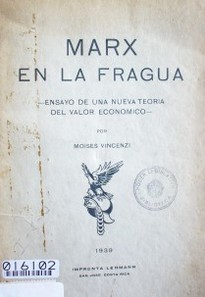 MARX
EN LA FRAGUA
—ENSAYO DE UNA NUEVA TEORIA
DEL VALOR ECONOMICO—
POR
MOISES VINCENZI
1939
IMPRENTA LEHMANN
SAN JOSE, COSTA RICA
016102